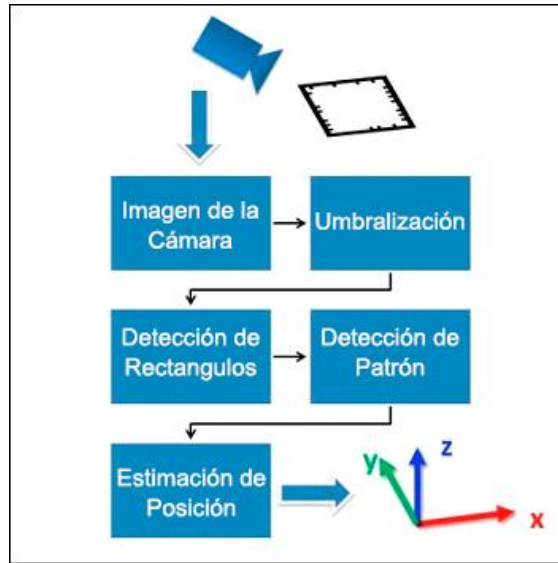 Imagen de la
Cámara
Umbralización
Detección de
Rectangulos
Detección de
Patrón
Estimación de
Posición
y
z
x